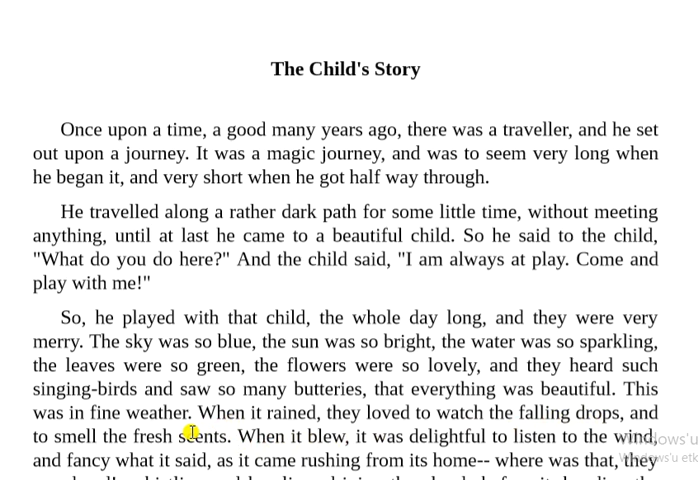 The Child's Story
Once upon a time, a good many years ago, there was a traveller, and he set
out upon a journey. It was a magic journey, and was to seem very long when
he began it, and very short when he got half way through.
He travelled along a rather dark path for some little time, without meeting
anything, until at last he came to a beautiful child. So he said to the child,
"What do you do here?" And the child said, "I am always at play. Come and
play with me!"
So, he played with that child, the whole day long, and they were very
merry. The sky was so blue, the sun was so bright, the water was so sparkling,
the leaves were so green, the flowers were so lovely, and they heard such
singing-birds and saw so many butteries, that everything was beautiful. This
was in fine weather. When it rained, they loved to watch the falling drops, and
to smell the fresh scents. When it blew, it was delightful to listen to the wind,
and fancy what it said, as it came rushing from its home-- where was that, they
Windows'u
Windows'u etk